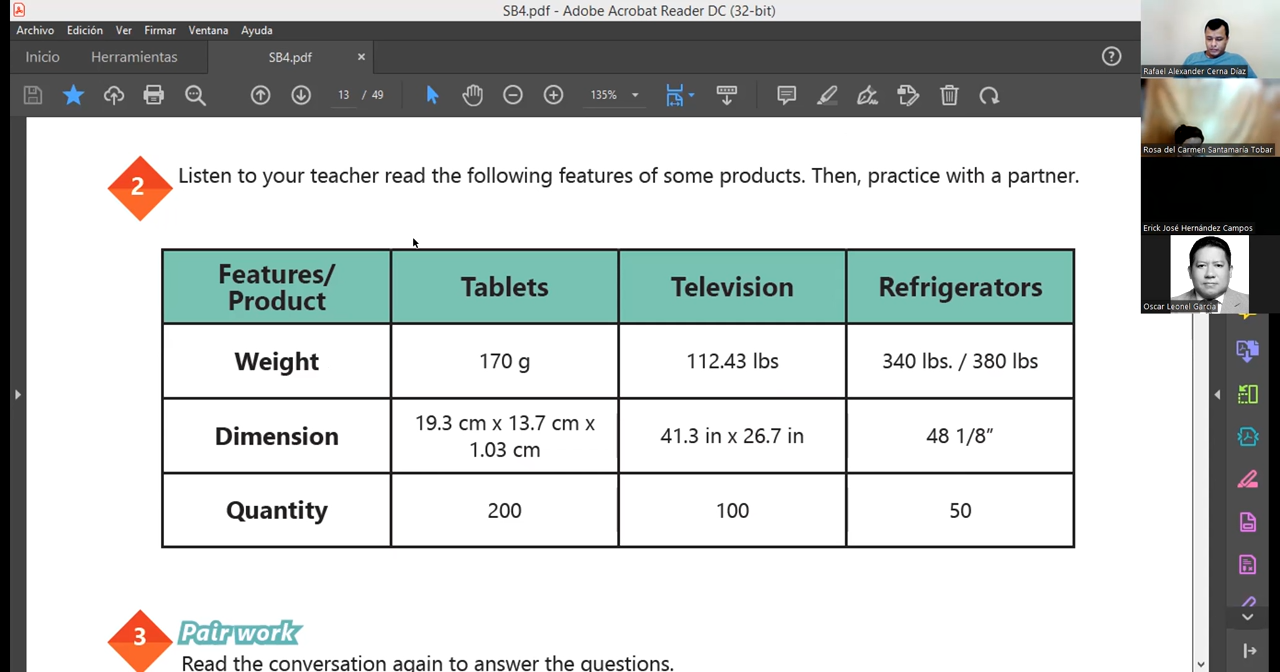 SB4.pdf - Adobe Acrobat Reader DC (32-bit)
Archivo Edición Ver Firmar Ventana Ayuda
Inicio Herramientas SB4.pdf ×
13 / 49 135%
2 Listen to your teacher read the following features of some products. Then, practice with a partner.
Features/ Product Tablets Television Refrigerators
Weight 170 g 112.43 lbs 340 lbs. / 380 lbs
Dimension 19.3 cm x 13.7 cm x 1.03 cm 41.3 in x 26.7 in 48 1/8”
Quantity 200 100 50
3 Pair work
Read the conversation again to answer the questions.
Rafael Alexander Cerna Díaz
Rosa del Carmen Santamaría Tobar
Erick José Hernández Campos
Oscar Leonel García